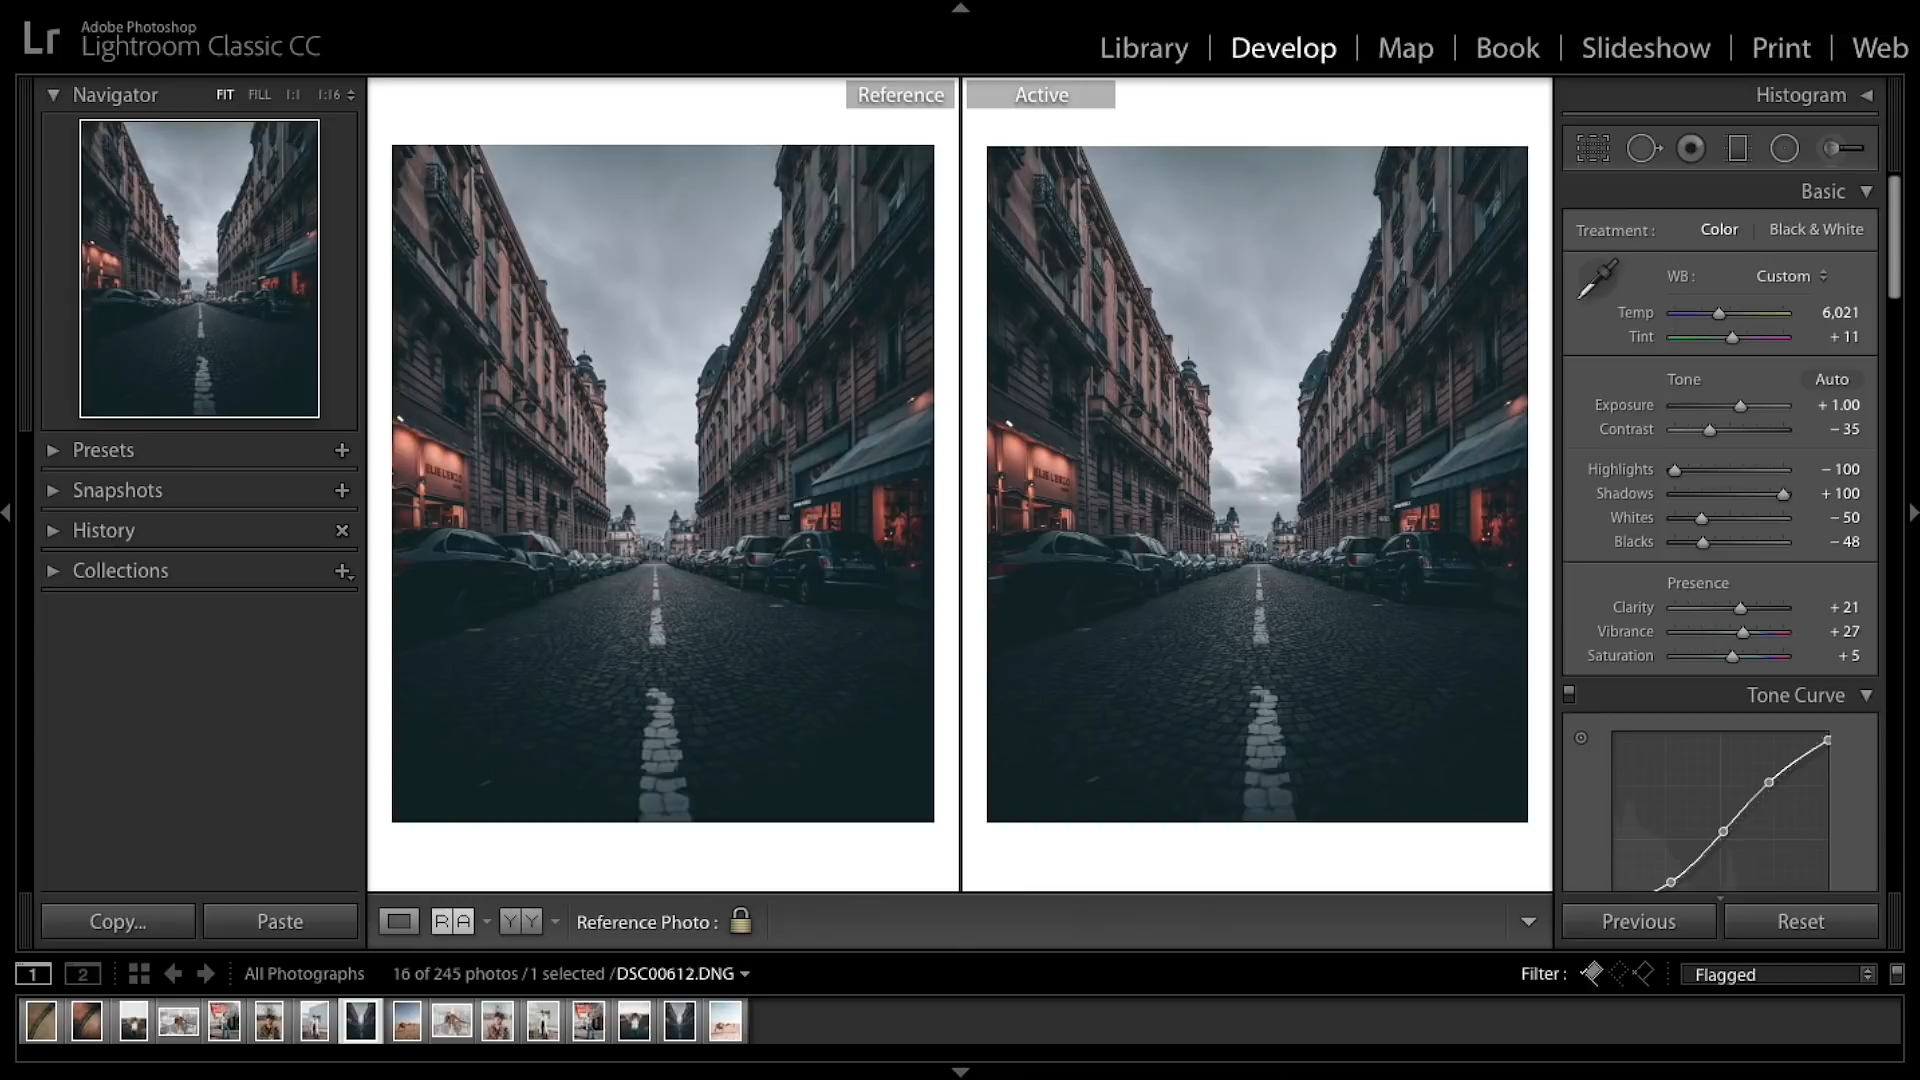 Lr Adobe Photoshop
Lightroom Classic CC
Library | Develop | Map | Book | Slideshow | Print | Web
Navigator FIT FILL 1:1 1:16
Reference
Active
Histogram
Basic
Treatment : Color Black & White
WB : Custom
Temp 6,021
Tint + 11
Tone Auto
Exposure + 1.00
Contrast − 35
Highlights − 100
Shadows + 100
Whites − 50
Blacks − 48
Presence
Clarity + 21
Vibrance + 27
Saturation + 5
Tone Curve
Presets
Snapshots
History
Collections
Copy... Paste
R A Y Y Reference Photo :
Previous Reset
1 2 All Photographs 16 of 245 photos / 1 selected / DSC00612.DNG
Filter : Flagged